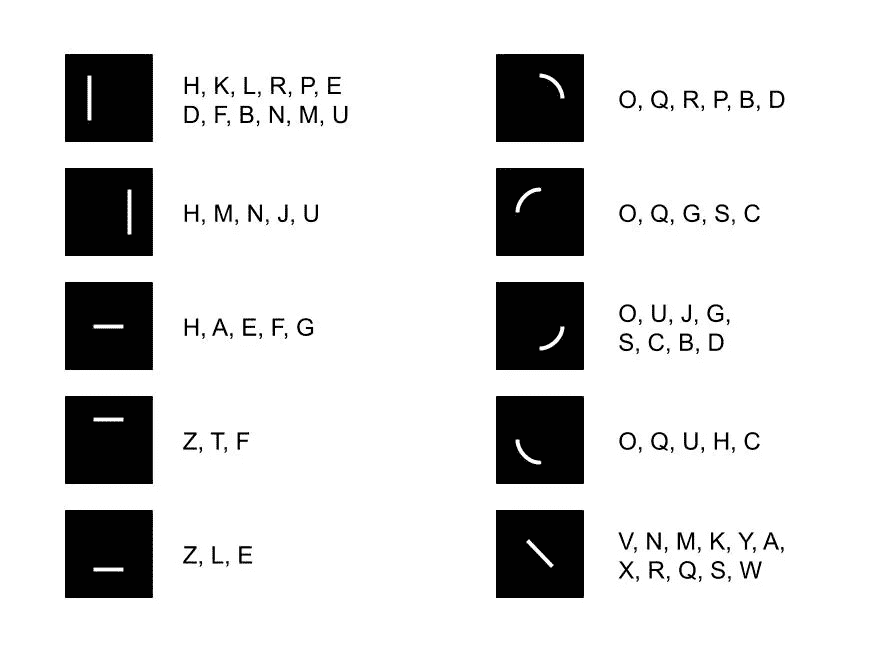 H, K, L, R, P, E
D, F, B, N, M, U
H, M, N, J, U
H, A, E, F, G
Z, T, F
Z, L, E
O, Q, R, P, B, D
O, Q, G, S, C
O, U, J, G,
S, C, B, D
O, Q, U, H, C
V, N, M, K, Y, A,
X, R, Q, S, W